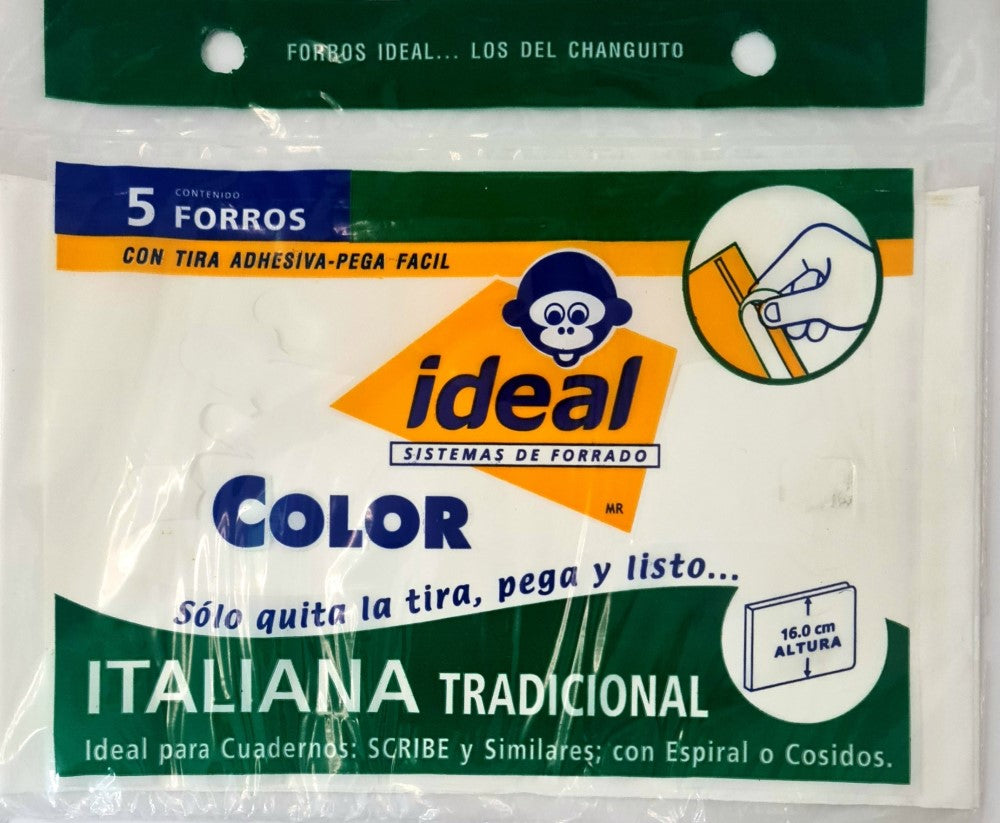 FORROS IDEAL... LOS DEL CHANGUITO
5 CONTENIDO
FORROS
CON TIRA ADHESIVA-PEGA FACIL
ideal
SISTEMAS DE FORRADO
MR
COLOR
Sólo quita la tira, pega y listo...
16.0 cm
ALTURA
ITALIANA TRADICIONAL
Ideal para Cuadernos: SCRIBE y Similares; con Espiral o Cosidos.